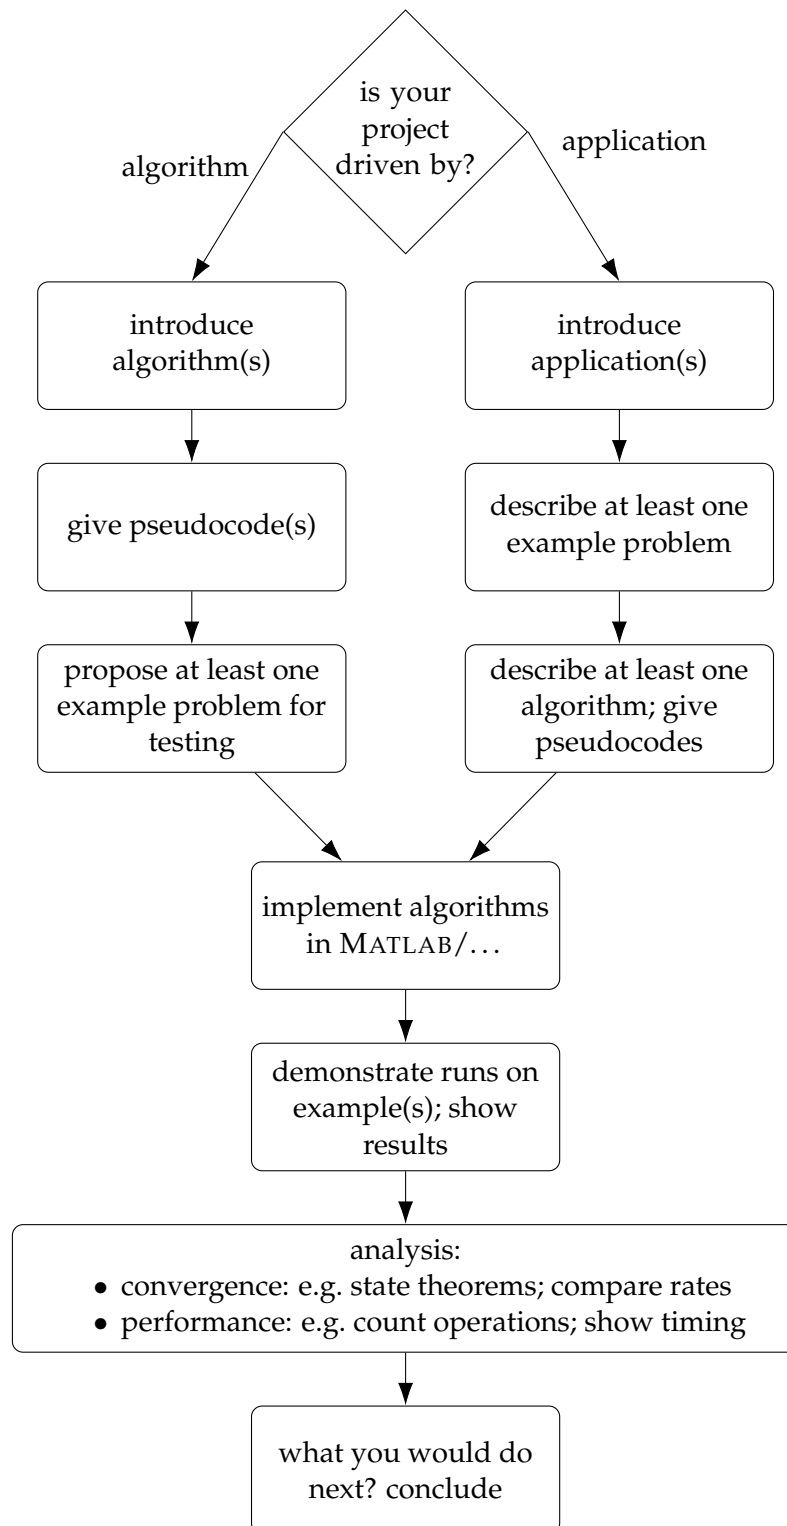 is your
project
driven by?
algorithm
application
introduce
algorithm(s)
introduce
application(s)
give pseudocode(s)
describe at least one
example problem
propose at least one
example problem for
testing
describe at least one
algorithm; give
pseudocodes
implement algorithms
in MATLAB/...
demonstrate runs on
example(s); show
results
analysis:
• convergence: e.g. state theorems; compare rates
• performance: e.g. count operations; show timing
what you would do
next? conclude